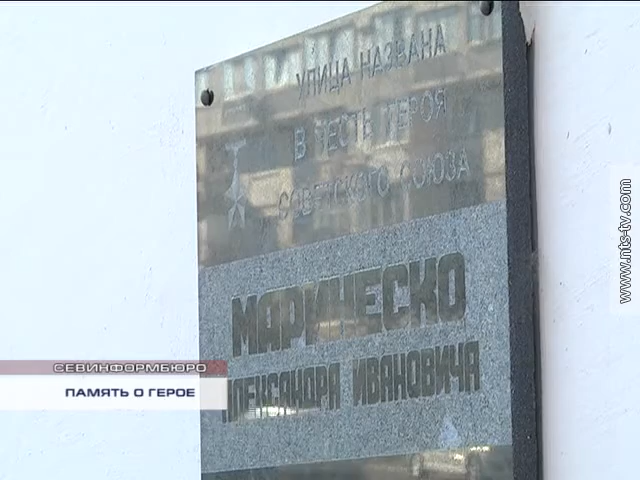 УЛИЦА НАЗВАНА
В ЧЕСТЬ ГЕРОЯ
СОВЕТСКОГО СОЮЗА
МАРИНЕСКО
АЛЕКСАНДРА ИВАНОВИЧА
СЕВИНФОРМБЮРО
ПАМЯТЬ О ГЕРОЕ
www.nts-tv.com